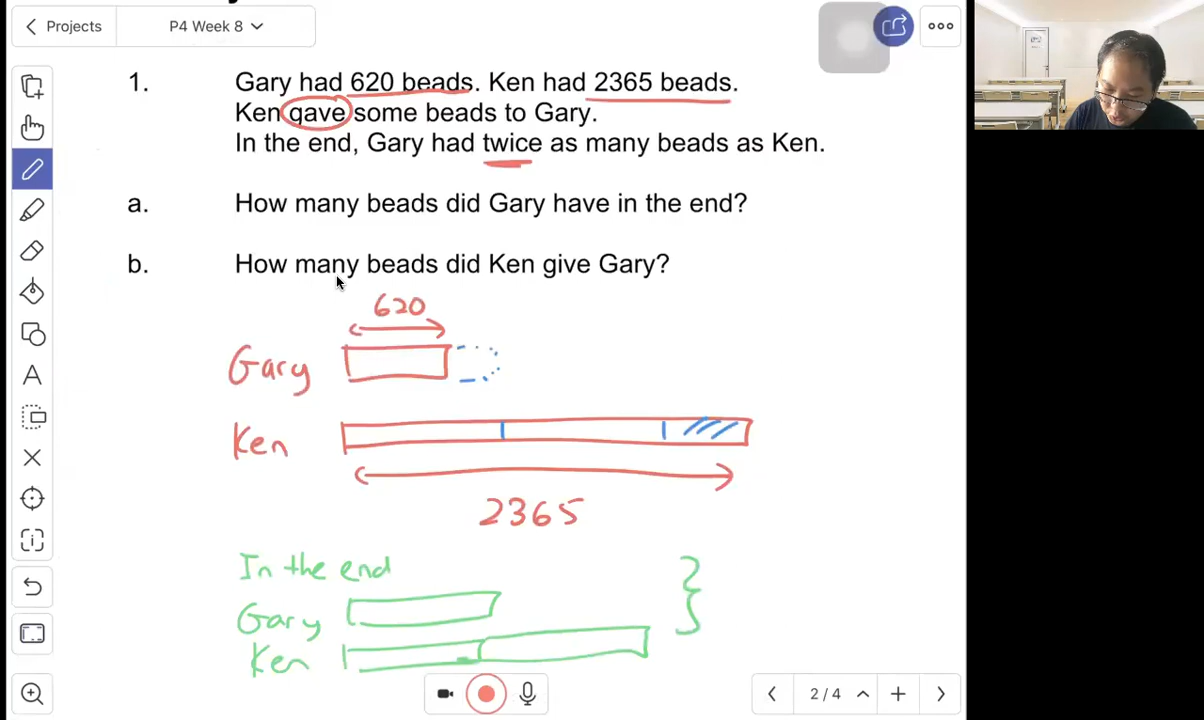 Projects
P4 Week 8
1. Gary had 620 beads. Ken had 2365 beads.
Ken gave some beads to Gary.
In the end, Gary had twice as many beads as Ken.
a. How many beads did Gary have in the end?
b. How many beads did Ken give Gary?
620
Gary
Ken
2365
In the end
Gary
Ken
A
2 / 4